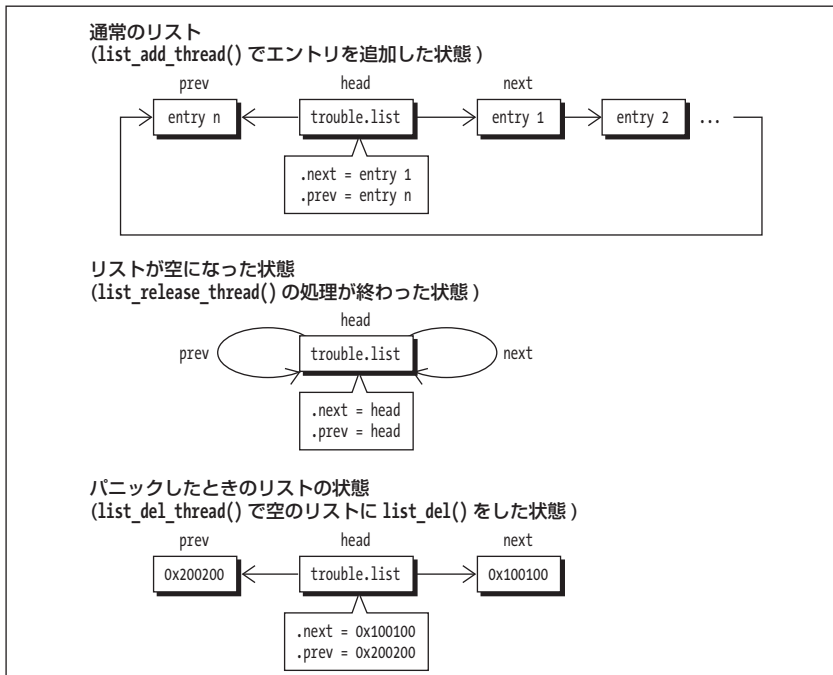 通常のリスト
(list_add_thread() でエントリを追加した状態 )
prev head next
entry n trouble.list entry 1 entry 2 ...
.next = entry 1
.prev = entry n
リストが空になった状態
(list_release_thread() の処理が終わった状態 )
head
prev trouble.list next
.next = head
.prev = head
パニックしたときのリストの状態
(list_del_thread() で空のリストに list_del() をした状態 )
prev head next
0x200200 trouble.list 0x100100
.next = 0x100100
.prev = 0x200200